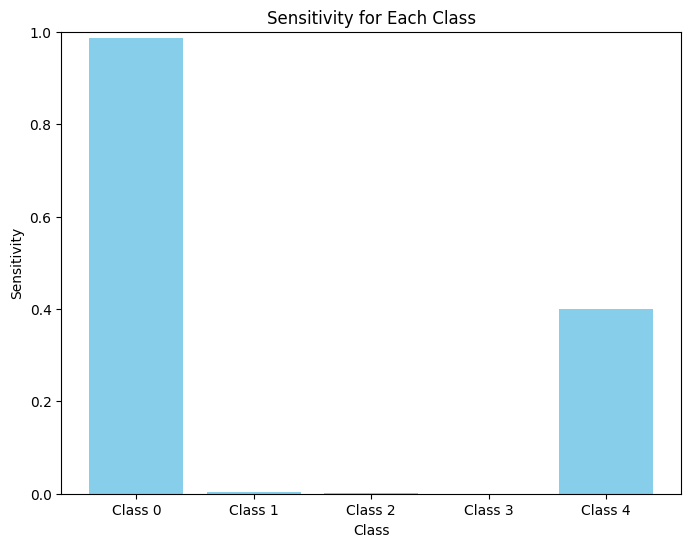 Sensitivity for Each Class
1.0
0.8
0.6
0.4
0.2
0.0
Sensitivity
Class 0
Class 1
Class 2
Class 3
Class 4
Class